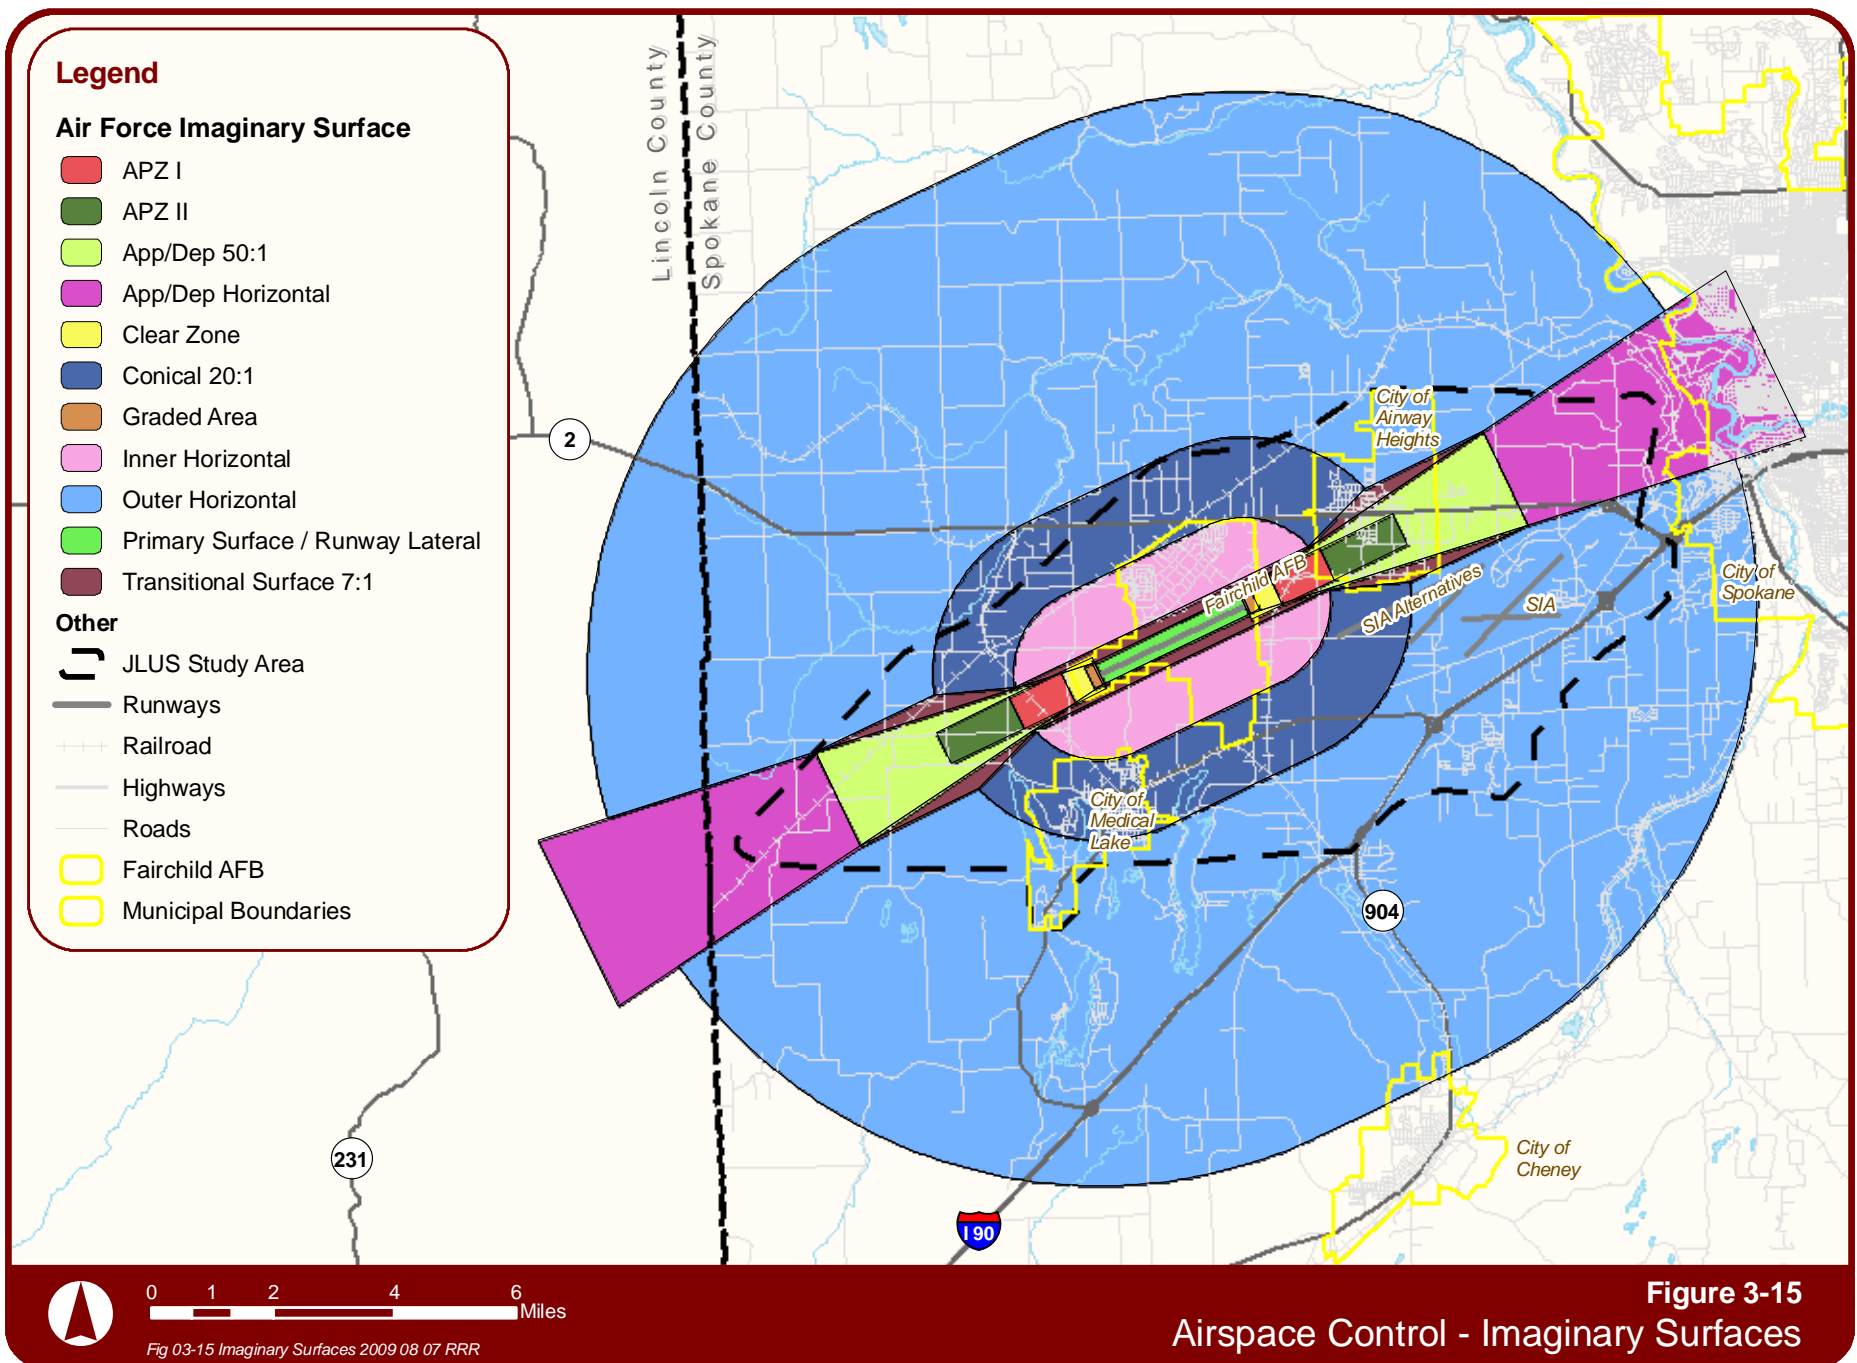 Legend
Air Force Imaginary Surface
APZ I
APZ II
App/Dep 50:1
App/Dep Horizontal
Clear Zone
Conical 20:1
Graded Area
Inner Horizontal
Outer Horizontal
Primary Surface / Runway Lateral
Transitional Surface 7:1
Other
JLUS Study Area
Runways
Railroad
Highways
Roads
Fairchild AFB
Municipal Boundaries
Lincoln County
Spokane County
2
City of
Airway
Heights
Fairchild AFB
SIA Alternatives
SIA
City of
Spokane
City of
Medical
Lake
904
231
City of
Cheney
I 90
0 1 2 4 6
Miles
Fig 03-15 Imaginary Surfaces 2009 08 07 RRR
Figure 3-15
Airspace Control - Imaginary Surfaces